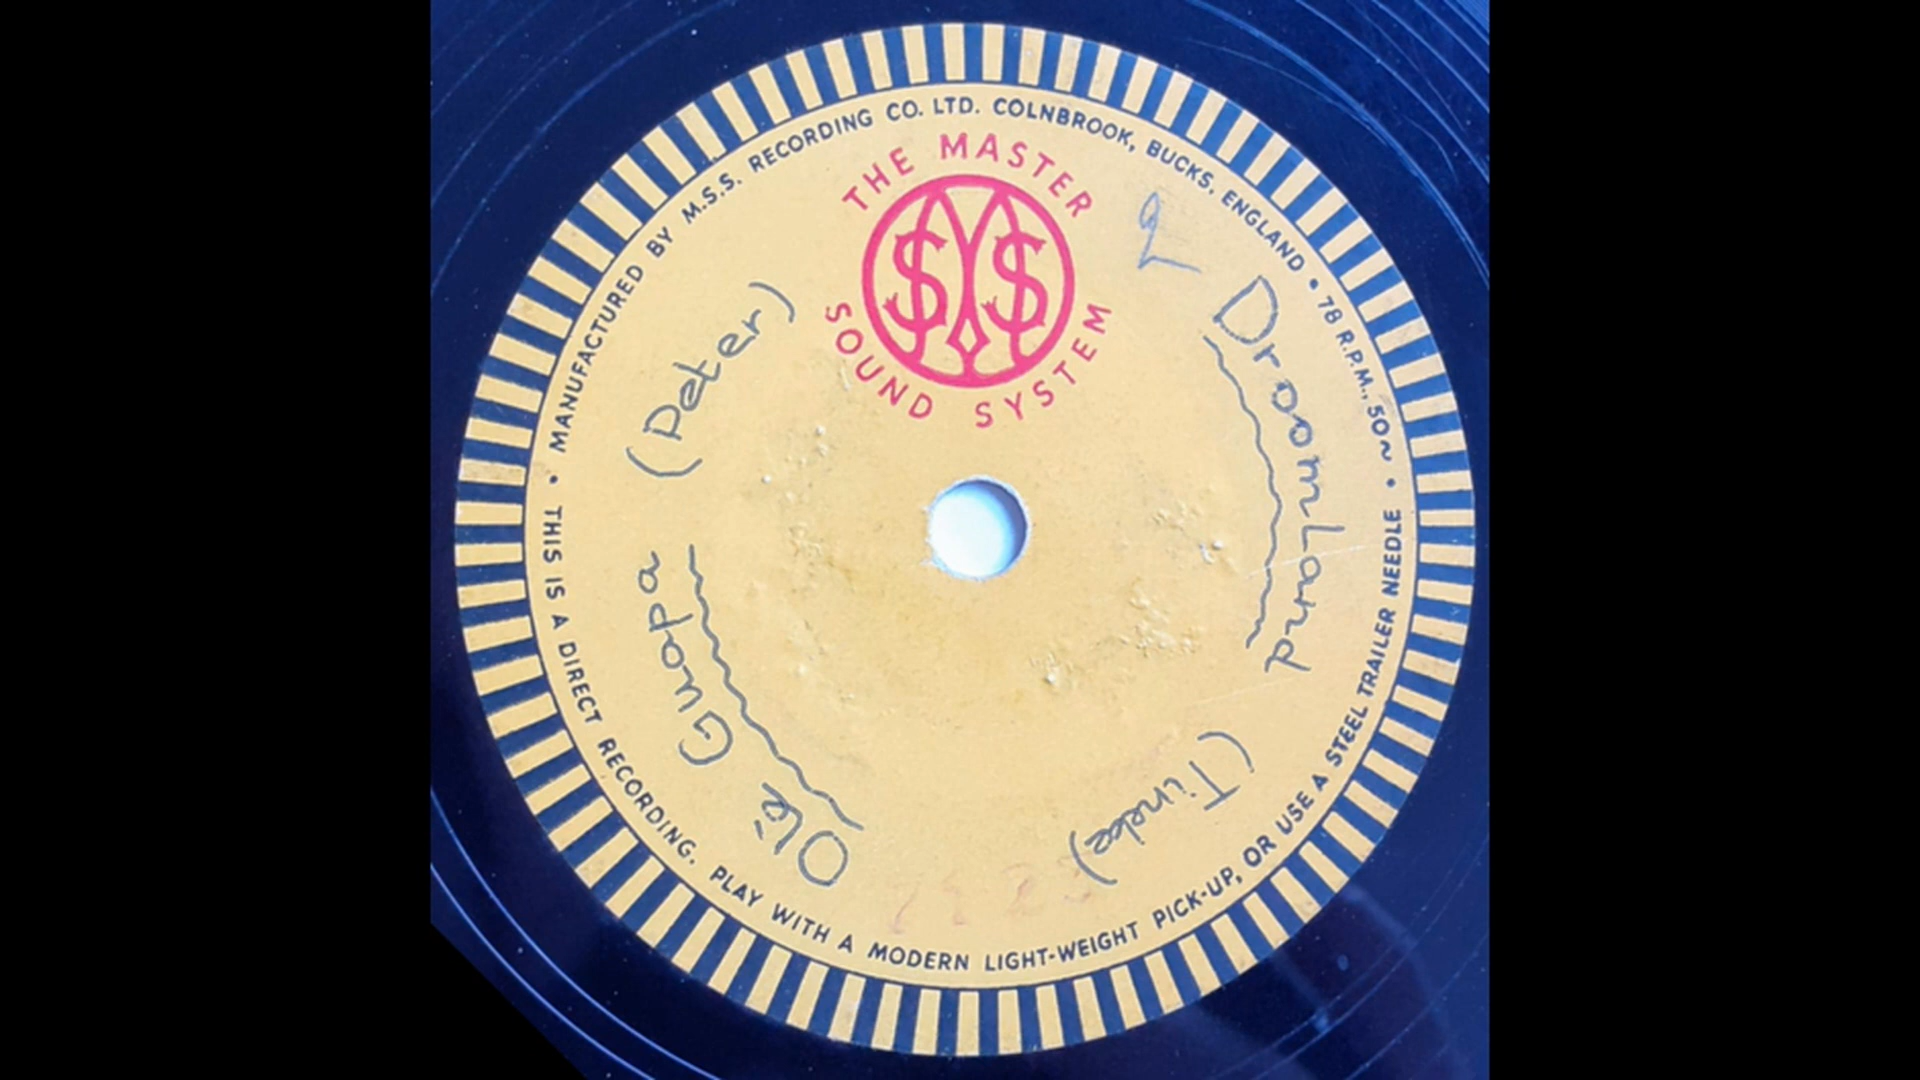 MANUFACTURED BY M.S.S. RECORDING CO. LTD. COLNBROOK, BUCKS, ENGLAND • 78 R.P.M., 50~ •
THIS IS A DIRECT RECORDING. PLAY WITH A MODERN LIGHT-WEIGHT PICK-UP, OR USE A STEEL TRAILER NEEDLE •
THE MASTER
MSS
SOUND SYSTEM
2
Droomland
(Tineke)
Olé Guapa
(Peter)